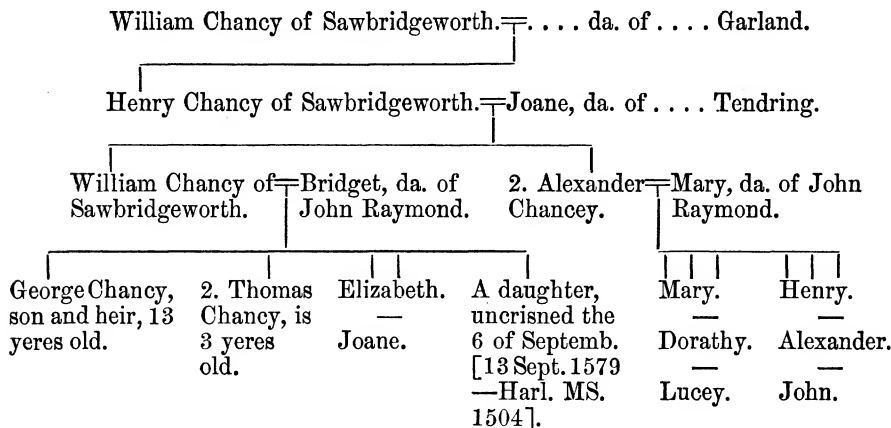 William Chancy of Sawbridgeworth.=. . . . da. of . . . . Garland.
Henry Chancy of Sawbridgeworth.=Joane, da. of . . . . Tendring.
William Chancy of=Bridget, da. of
Sawbridgeworth. John Raymond.
2. Alexander=Mary, da. of John
Chancey. Raymond.
George Chancy,
son and heir, 13
yeres old.
2. Thomas
Chancy, is
3 yeres
old.
Elizabeth.
—
Joane.
A daughter,
uncrisned the
6 of Septemb.
[13 Sept. 1579
—Harl. MS.
1504].
Mary.
—
Dorathy.
—
Lucey.
Henry.
—
Alexander.
—
John.